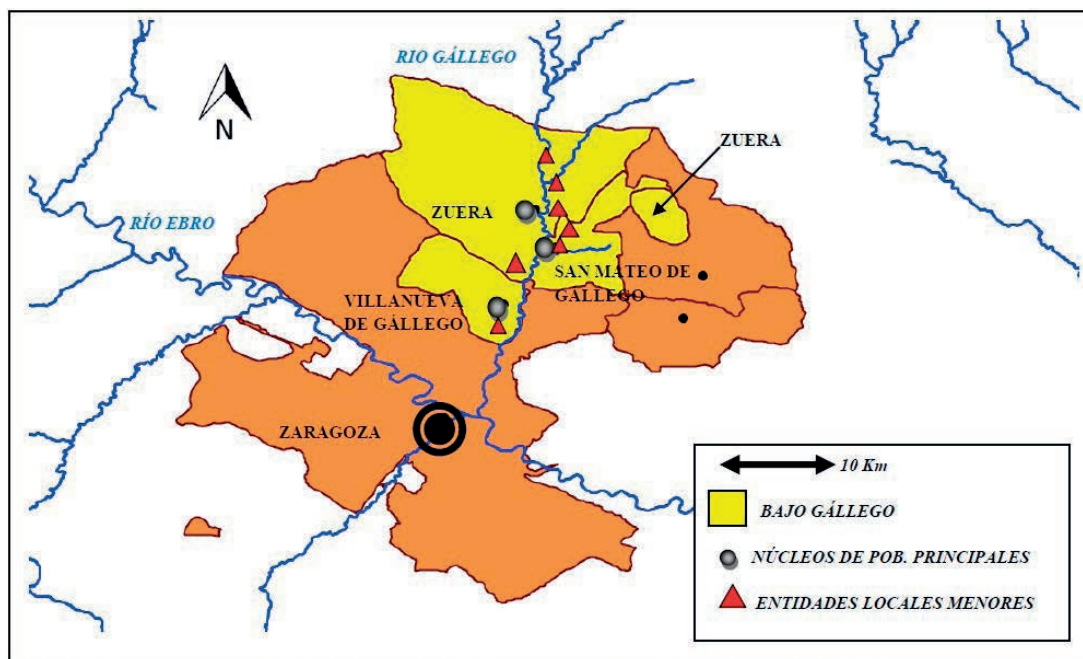 RIO GÁLLEGO
N
ZUERA
RÍO EBRO
ZUERA
SAN MATEO DE
GÁLLEGO
VILLANUEVA
DE GÁLLEGO
ZARAGOZA
10 Km
BAJO GÁLLEGO
NÚCLEOS DE POB. PRINCIPALES
ENTIDADES LOCALES MENORES